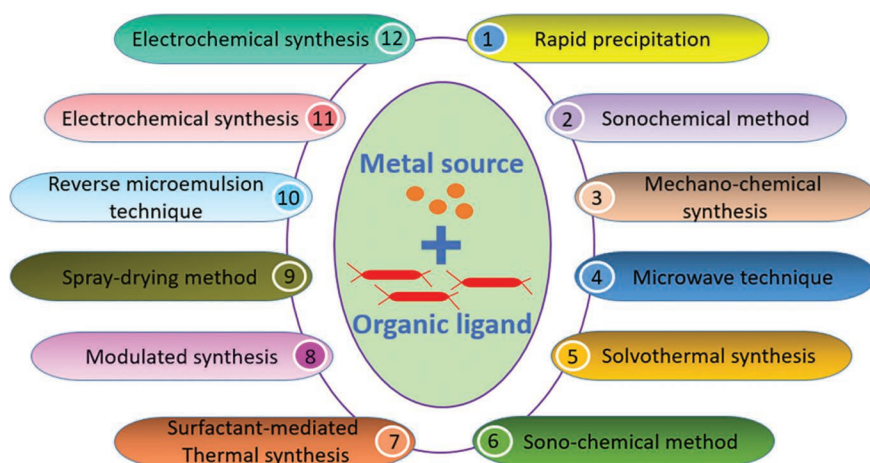 Electrochemical synthesis 12
1 Rapid precipitation
Electrochemical synthesis 11
2 Sonochemical method
Metal source
Reverse microemulsion
technique 10
3 Mechano-chemical
synthesis
+
Spray-drying method 9
4 Microwave technique
Organic ligand
Modulated synthesis 8
5 Solvothermal synthesis
Surfactant-mediated
Thermal synthesis 7
6 Sono-chemical method